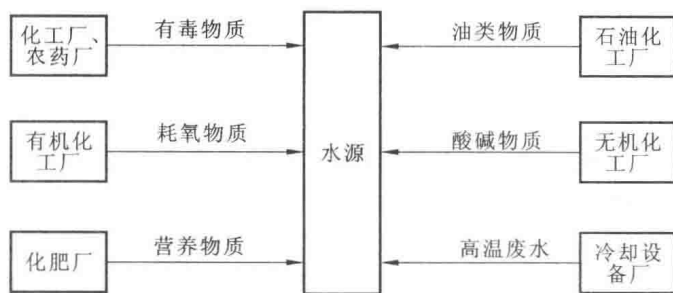 化工厂、
农药厂
有毒物质
油类物质
石油化
工厂
有机化
工厂
耗氧物质
水源
酸碱物质
无机化
工厂
化肥厂
营养物质
高温废水
冷却设
备厂